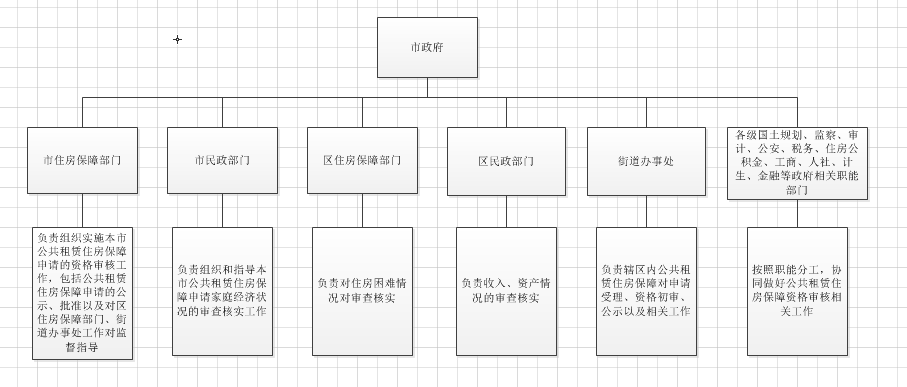 市政府
市住房保障部门
市民政部门
区住房保障部门
区民政部门
街道办事处
各级国土规划、监察、审
计、公安、税务、住房公
积金、工商、人社、计
生、金融等政府相关职能
部门
负责组织实施本市
公共租赁住房保障
申请的资格审核工
作，包括公共租赁
住房保障申请的公
示、批准以及对区
住房保障部门、街
道办事处工作对监
督指导
负责组织和指导本
市公共租赁住房保
障申请家庭经济状
况的审查核实工作
负责对住房困难情
况对审查核实
负责收入、资产情
况的审查核实
负责辖区内公共租
赁住房保障对申请
受理、资格初审、
公示以及相关工作
按照职能分工，协
同做好公共租赁住
房保障资格审核相
关工作